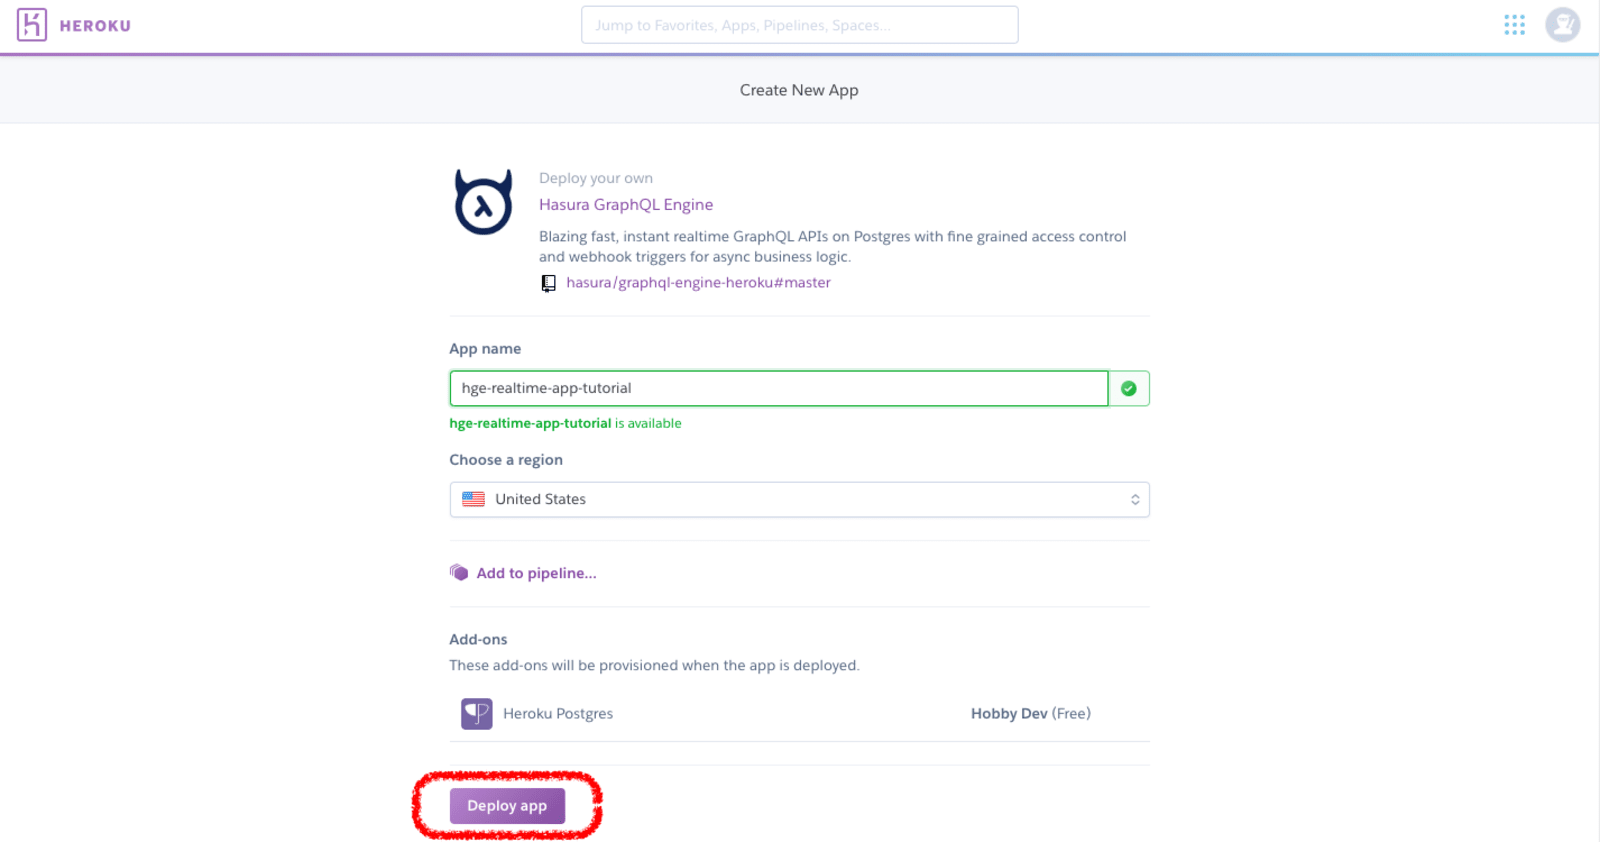 HEROKU
Jump to Favorites, Apps, Pipelines, Spaces...
Create New App
Deploy your own
Hasura GraphQL Engine
Blazing fast, instant realtime GraphQL APIs on Postgres with fine grained access control
and webhook triggers for async business logic.
hasura/graphql-engine-heroku#master
App name
hge-realtime-app-tutorial
hge-realtime-app-tutorial is available
Choose a region
United States
Add to pipeline...
Add-ons
These add-ons will be provisioned when the app is deployed.
Heroku Postgres
Hobby Dev (Free)
Deploy app